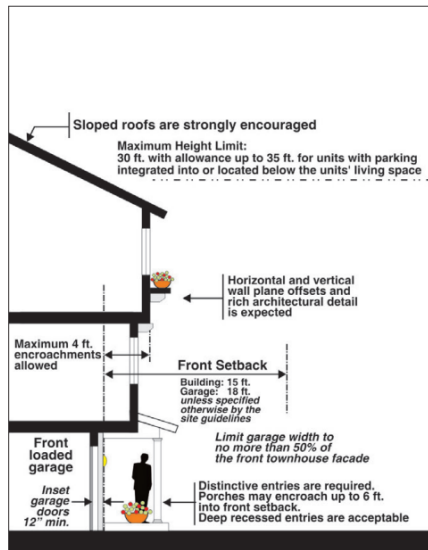 Sloped roofs are strongly encouraged
Maximum Height Limit:
30 ft. with allowance up to 35 ft. for units with parking
integrated into or located below the units' living space
Horizontal and vertical
wall plane offsets and
rich architectural detail
is expected
Maximum 4 ft.
encroachments
allowed
Front Setback
Building: 15 ft.
Garage: 18 ft.
unless specified
otherwise by the
site guidelines
Limit garage width to
no more than 50% of
the front townhouse facade
Front
loaded
garage
Inset
garage
doors
12" min.
Distinctive entries are required.
Porches may encroach up to 6 ft.
into front setback.
Deep recessed entries are acceptable